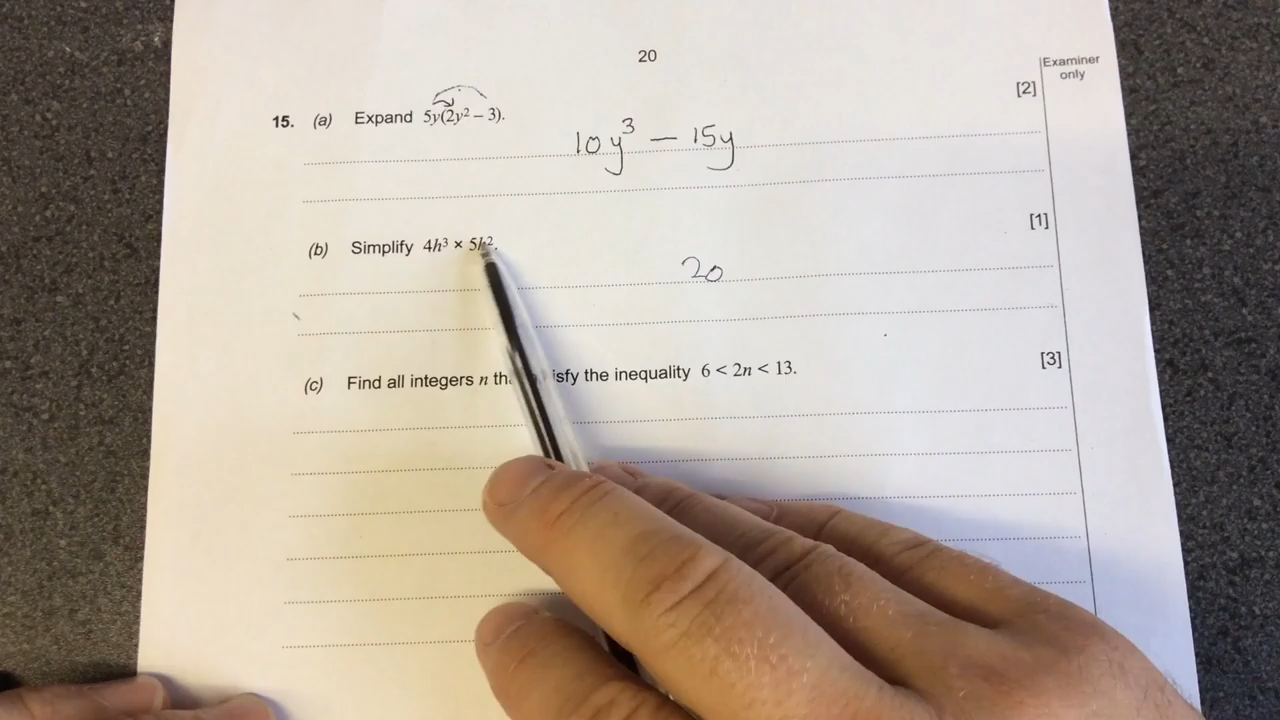 20
Examiner
only
[2]
15. (a) Expand 5y(2y² – 3).
10y³ – 15y
[1]
(b) Simplify 4h³ × 5h².
20
[3]
(c) Find all integers n isfy the inequality 6 < 2n < 13.